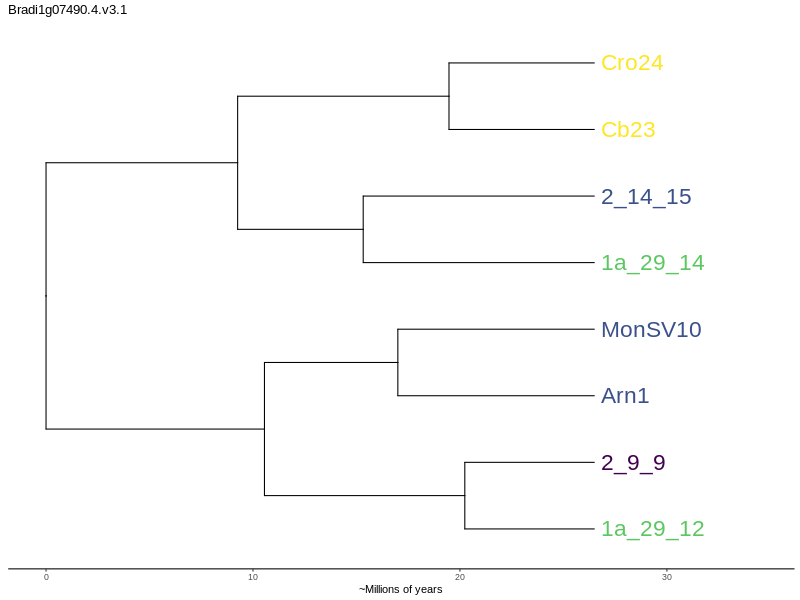 Bradi1g07490.4.v3.1
Cro24
Cb23
2_14_15
1a_29_14
MonSV10
Arn1
2_9_9
1a_29_12
0 10 20 30
~Millions of years